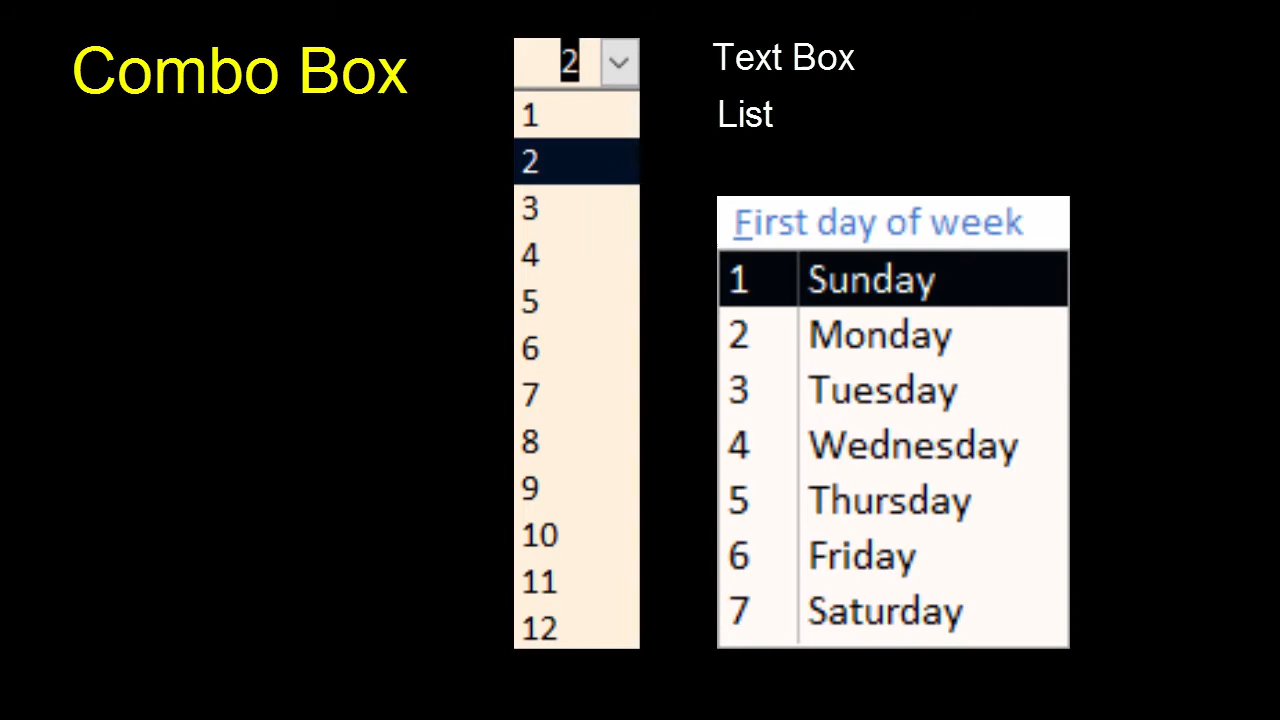 Combo Box
2
1
2
3
4
5
6
7
8
9
10
11
12
Text Box
List
First day of week
1 Sunday
2 Monday
3 Tuesday
4 Wednesday
5 Thursday
6 Friday
7 Saturday